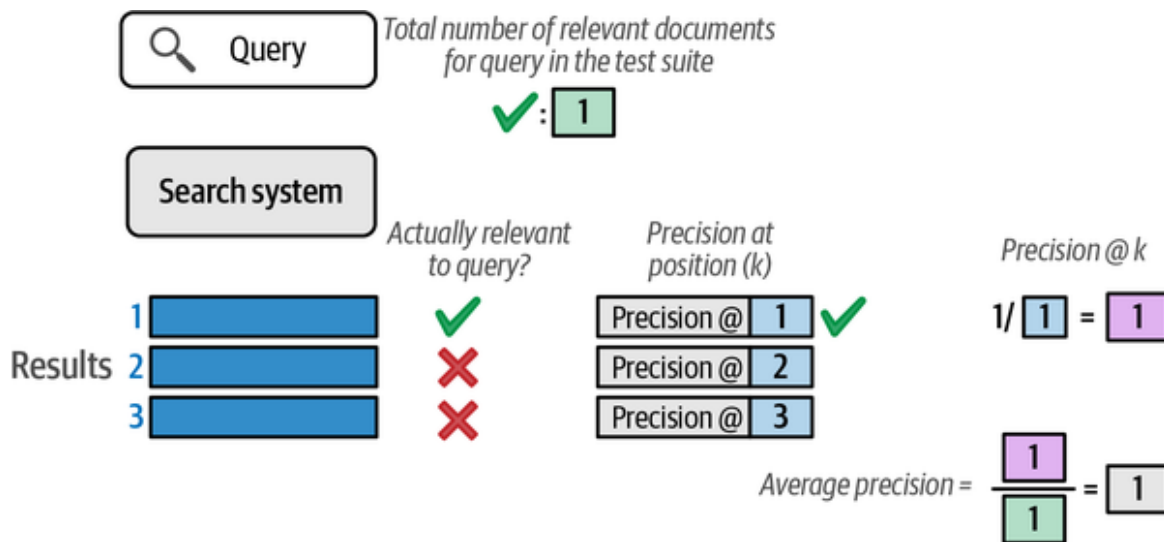 Query
Total number of relevant documents
for query in the test suite
: 1
Search system
Actually relevant
to query?
Precision at
position (k)
Precision @ k
Results
1
2
3
Precision @ 1
Precision @ 2
Precision @ 3
1/ 1 = 1
Average precision = 1 / 1 = 1